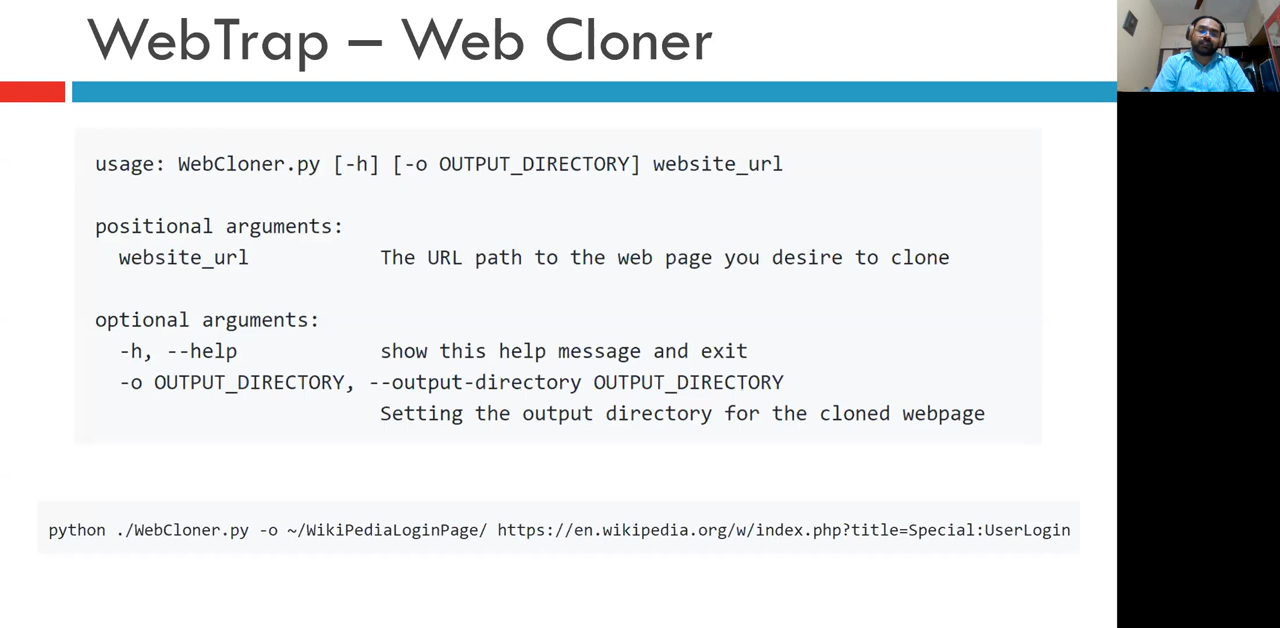 WebTrap – Web Cloner
usage: WebCloner.py [-h] [-o OUTPUT_DIRECTORY] website_url
positional arguments:
website_url The URL path to the web page you desire to clone
optional arguments:
-h, --help show this help message and exit
-o OUTPUT_DIRECTORY, --output-directory OUTPUT_DIRECTORY
Setting the output directory for the cloned webpage
python ./WebCloner.py -o ~/WikiPediaLoginPage/ https://en.wikipedia.org/w/index.php?title=Special:UserLogin